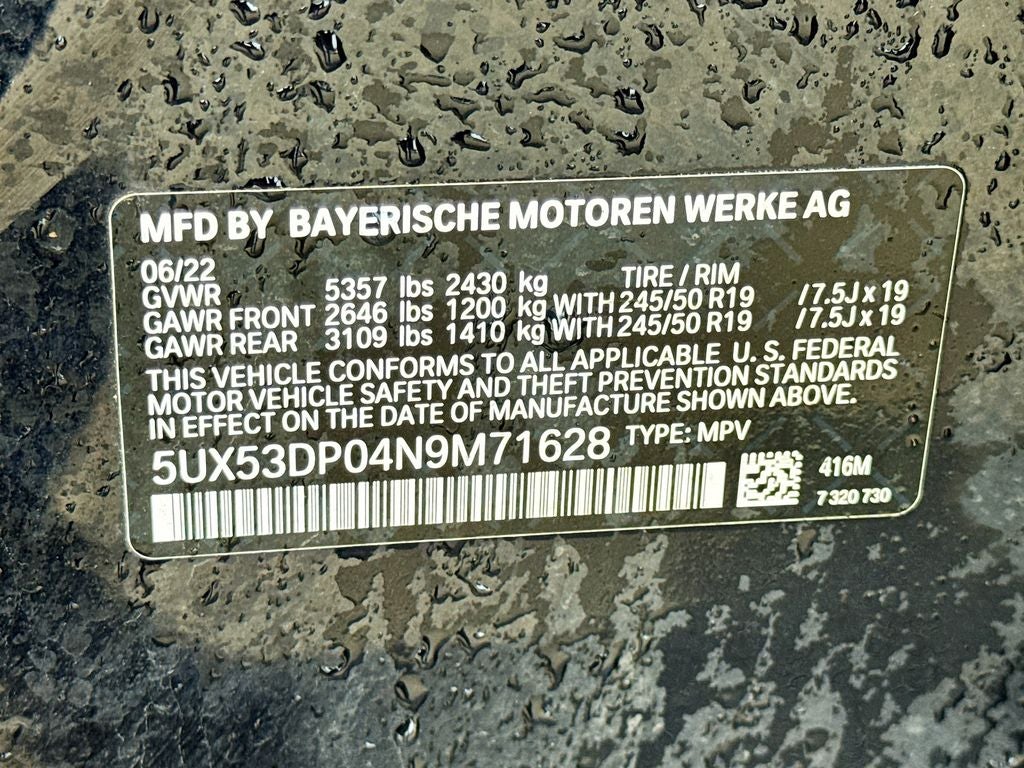 MFD BY BAYERISCHE MOTOREN WERKE AG
06/22 TIRE / RIM
GVWR 5357 lbs 2430 kg
GAWR FRONT 2646 lbs 1200 kg WITH 245/50 R19 / 7.5J x 19
GAWR REAR 3109 lbs 1410 kg WITH 245/50 R19 / 7.5J x 19
THIS VEHICLE CONFORMS TO ALL APPLICABLE U. S. FEDERAL
MOTOR VEHICLE SAFETY AND THEFT PREVENTION STANDARDS
IN EFFECT ON THE DATE OF MANUFACTURE SHOWN ABOVE.
5UX53DP04N9M71628 TYPE: MPV
416M
7 320 730